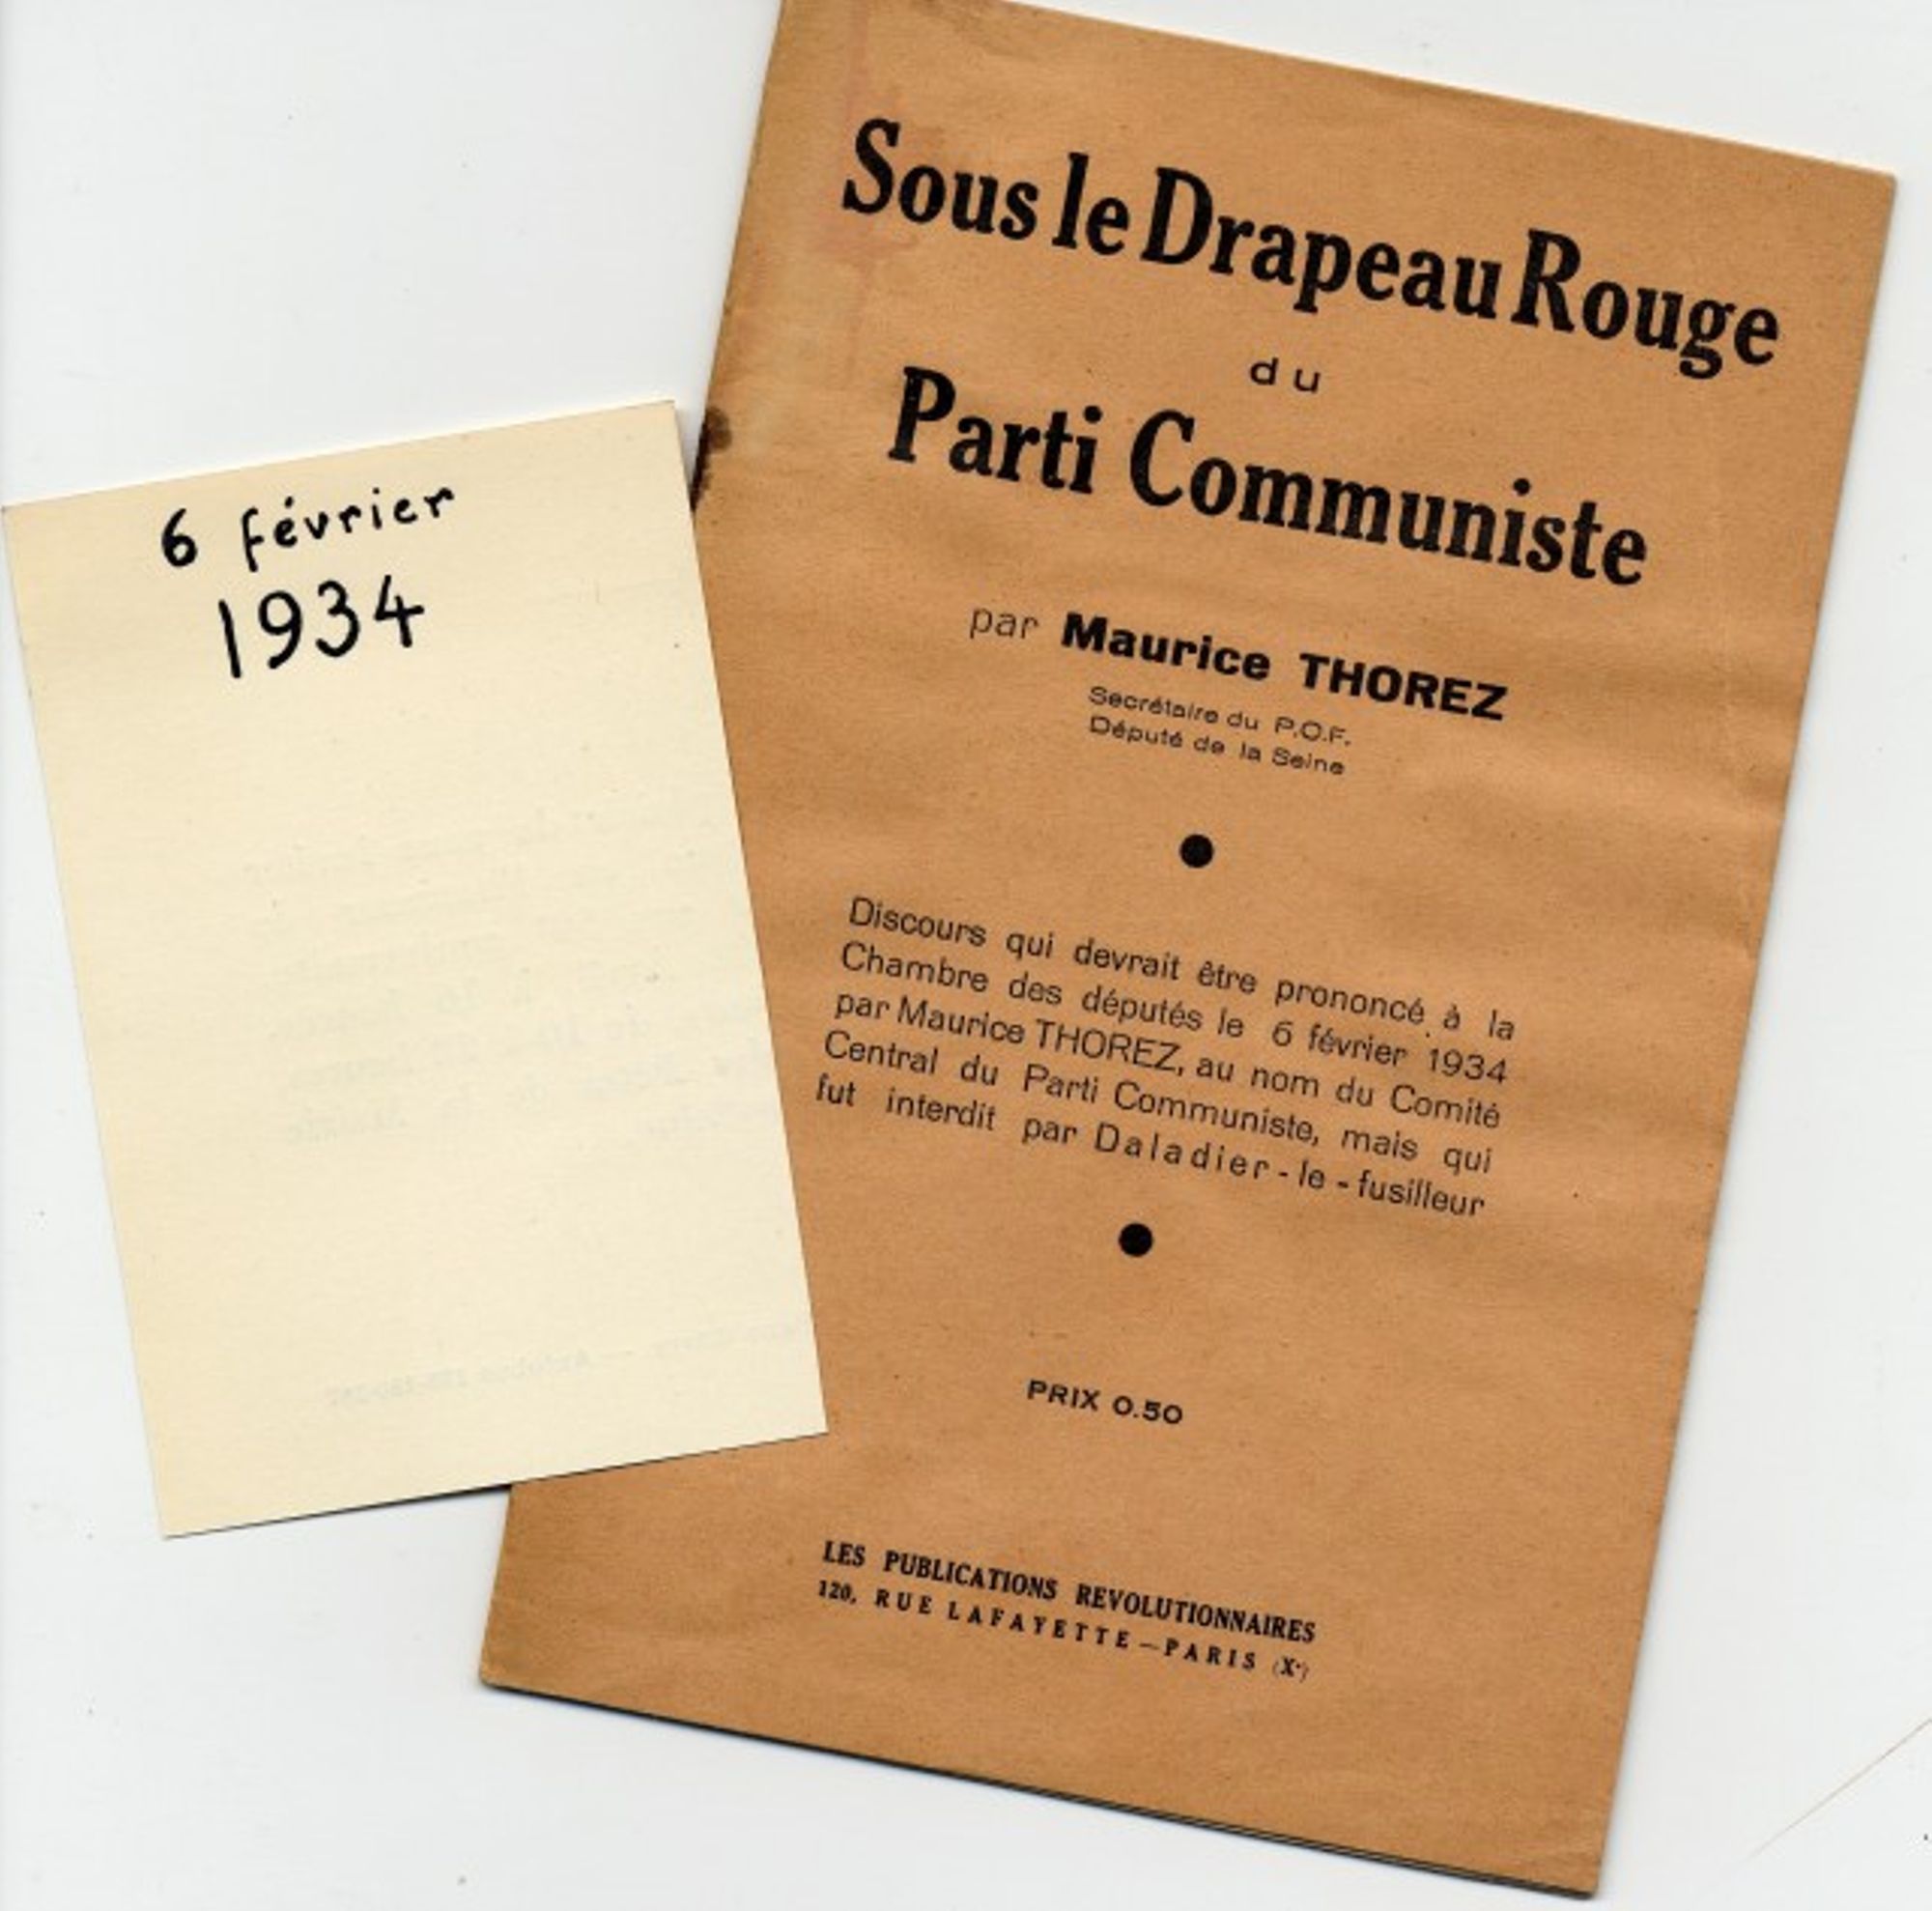 6 février
1934
Sous le Drapeau Rouge
du
Parti Communiste
par Maurice THOREZ
Secrétaire du P.O.F.
Député de la Seine
Discours qui devrait être prononcé à la
Chambre des députés le 6 février 1934
par Maurice THOREZ, au nom du Comité
Central du Parti Communiste, mais qui
fut interdit par Daladier-le-fusilleur
PRIX 0.50
LES PUBLICATIONS REVOLUTIONNAIRES
120, RUE LAFAYETTE — PARIS (Xe)